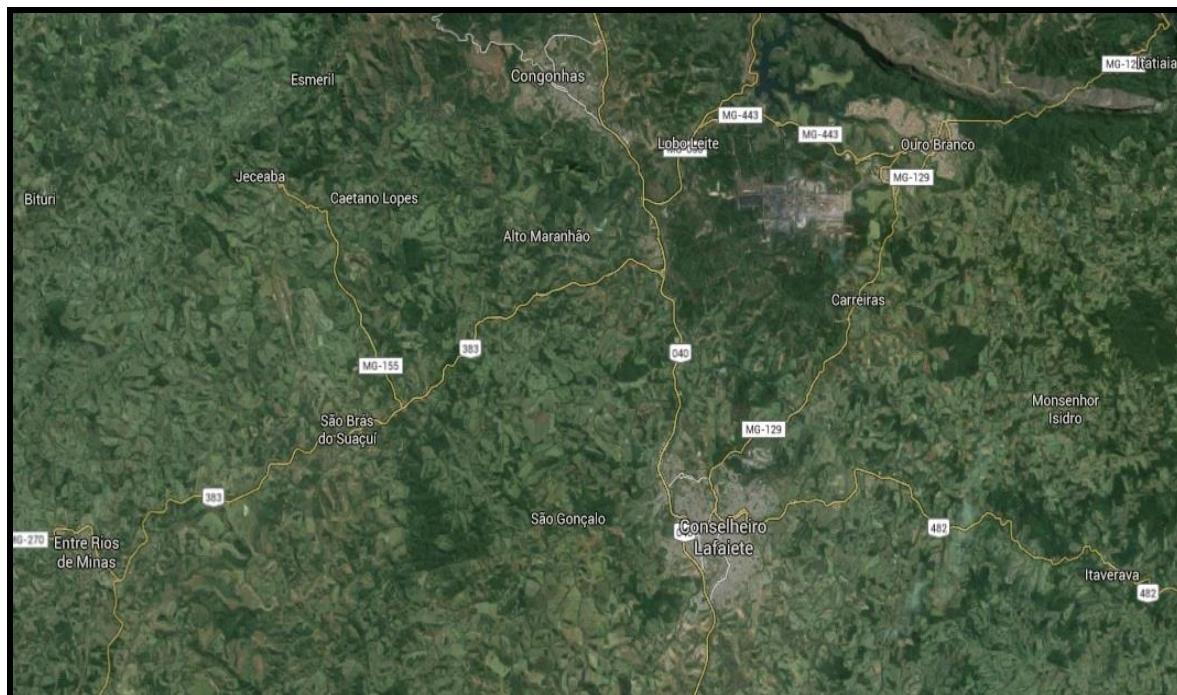 MG-12
Itatiaia
Congonhas
Esmeril
MG-443
MG-443
Lobo Leite
Ouro Branco
Jeceaba
MG-129
Caetano Lopes
Bituri
Alto Maranhão
Carreiras
383
040
MG-155
Monsenhor
Isidro
São Brás
do Suaçuí
MG-129
383
São Gonçalo
Conselheiro
Lafaiete
482
MG-270
Entre Rios
de Minas
Itaverava
482